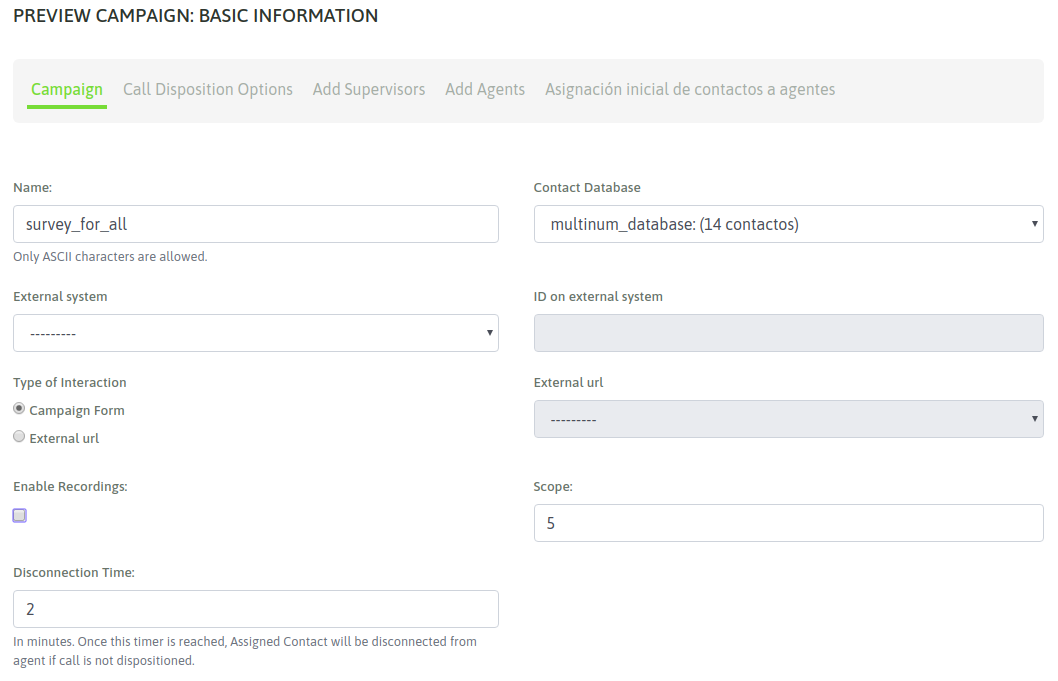 PREVIEW CAMPAIGN: BASIC INFORMATION
Campaign Call Disposition Options Add Supervisors Add Agents Asignación inicial de contactos a agentes
Name:
survey_for_all
Only ASCII characters are allowed.
Contact Database
multinum_database: (14 contactos)
External system
---------
ID on external system
Type of Interaction
Campaign Form
External url
External url
---------
Enable Recordings:
Scope:
5
Disconnection Time:
2
In minutes. Once this timer is reached, Assigned Contact will be disconnected from
agent if call is not dispositioned.